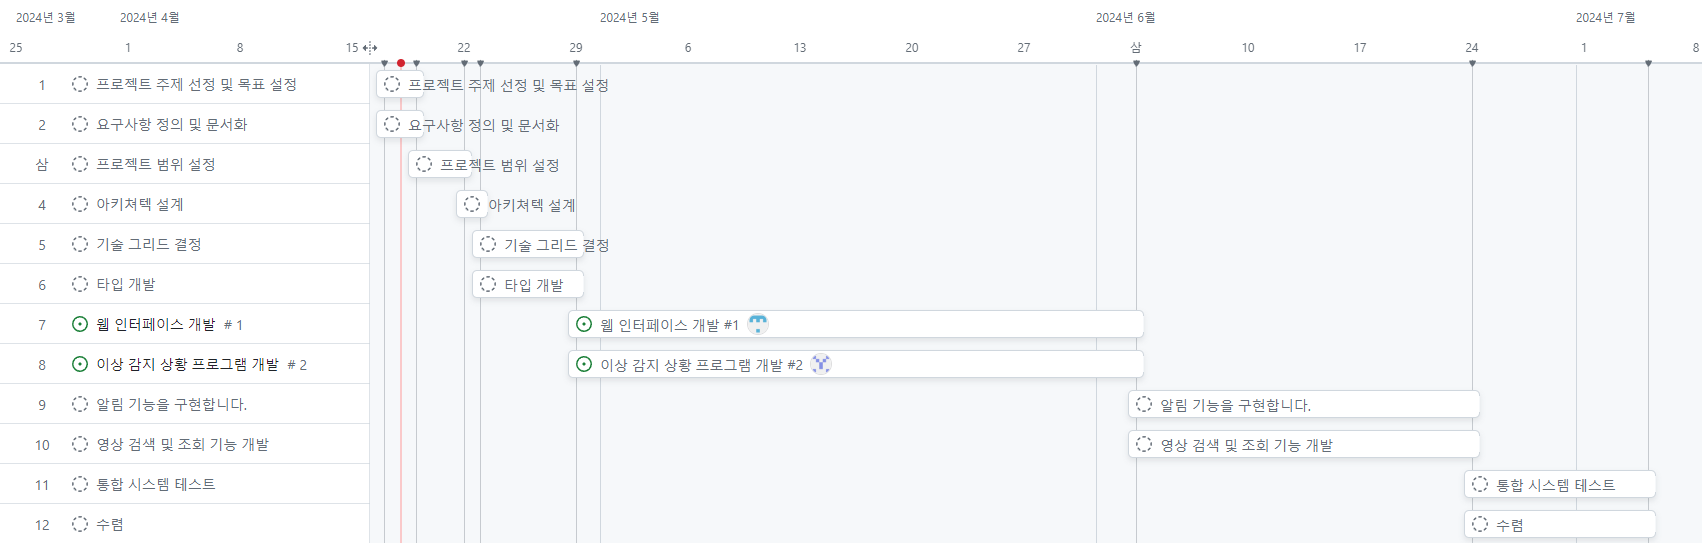 2024년 3월 2024년 4월 2024년 5월 2024년 6월 2024년 7월
25 1 8 15 22 29 6 13 20 27 삼 10 17 24 1 8
1 프로젝트 주제 선정 및 목표 설정 프로젝트 주제 선정 및 목표 설정
2 요구사항 정의 및 문서화 요구사항 정의 및 문서화
삼 프로젝트 범위 설정 프로젝트 범위 설정
4 아키쳐텍 설계 아키쳐텍 설계
5 기술 그리드 결정 기술 그리드 결정
6 타입 개발 타입 개발
7 웹 인터페이스 개발 # 1 웹 인터페이스 개발 #1
8 이상 감지 상황 프로그램 개발 # 2 이상 감지 상황 프로그램 개발 #2
9 알림 기능을 구현합니다. 알림 기능을 구현합니다.
10 영상 검색 및 조회 기능 개발 영상 검색 및 조회 기능 개발
11 통합 시스템 테스트 통합 시스템 테스트
12 수렴 수렴